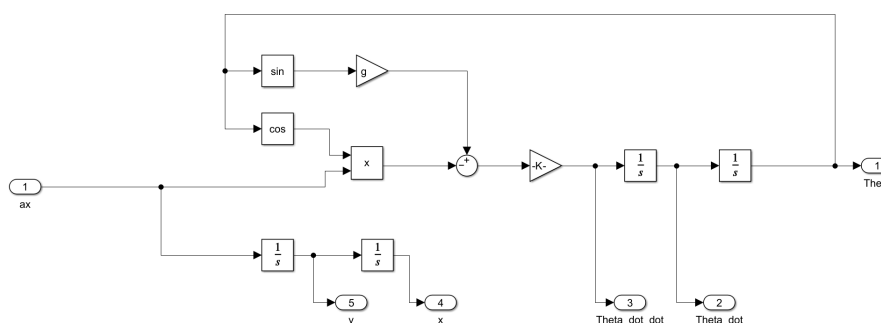 sin
g
cos
x
-K-
1
s
1
s
1
ax
1
The
1
s
1
s
5
v
4
x
3
Theta_dot_dot
2
Theta_dot